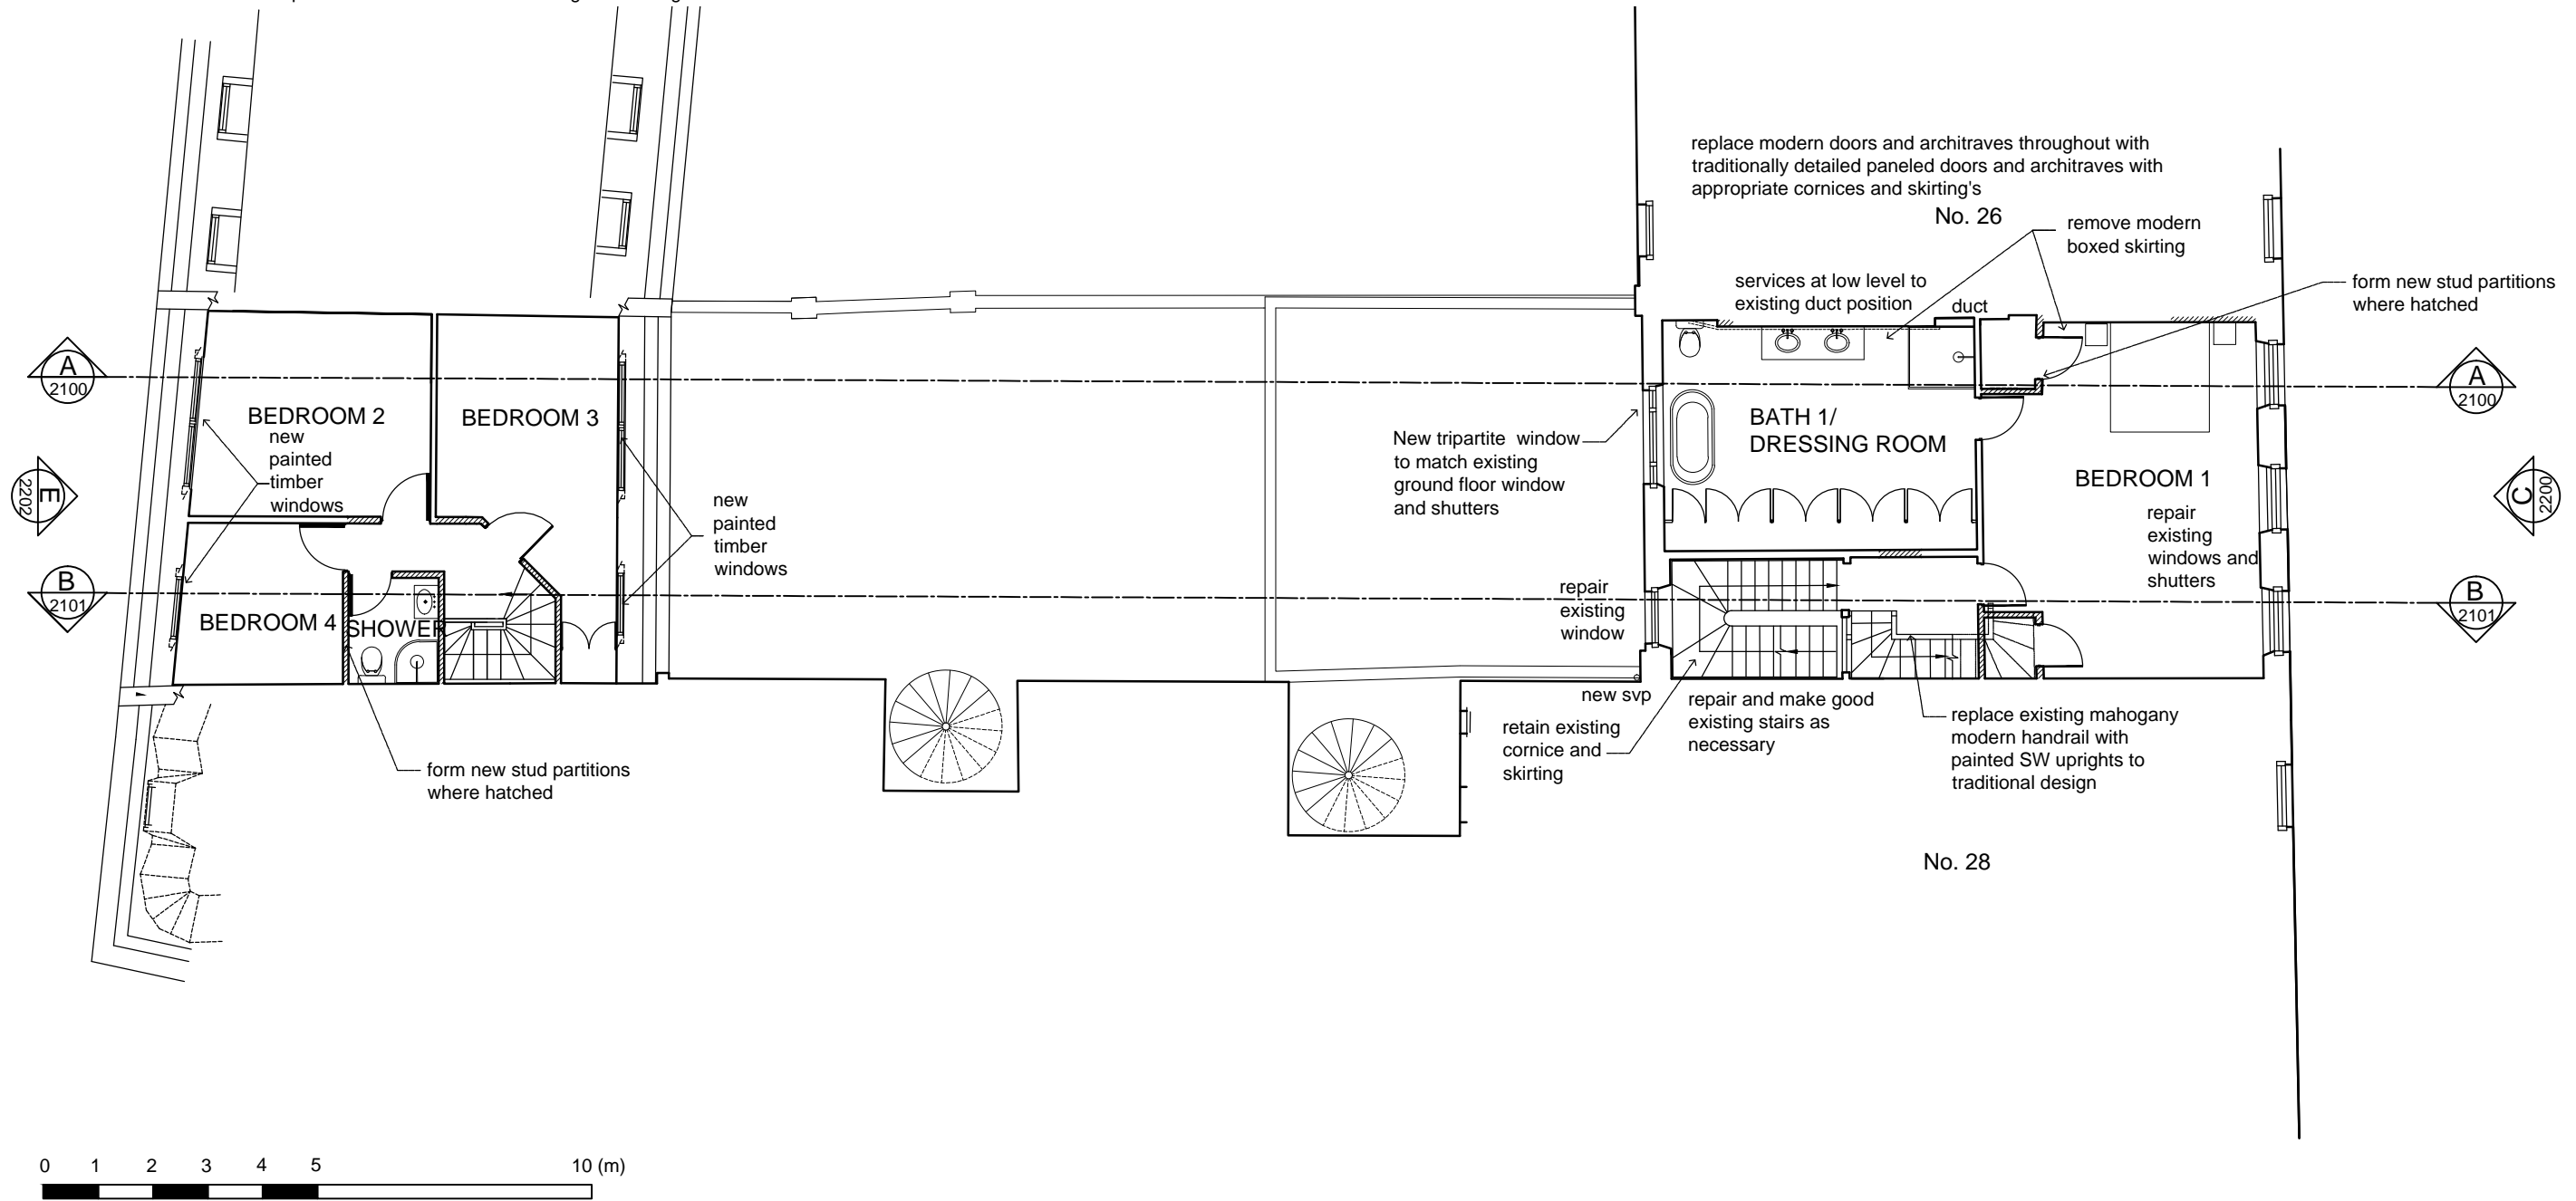 replace modern doors and architraves throughout with
traditionally detailed paneled doors and architraves with
appropriate cornices and skirting's
No. 26
remove modern
boxed skirting
services at low level to
existing duct position
duct
form new stud partitions
where hatched
A
2100
A
2100
BEDROOM 2
new
painted
timber
windows
BEDROOM 3
new
painted
timber
windows
New tripartite window
to match existing
ground floor window
and shutters
BATH 1/
DRESSING ROOM
BEDROOM 1
repair
existing
windows and
shutters
E
2202
C
2200
B
2101
B
2101
BEDROOM 4
SHOWER
repair
existing
window
new svp
retain existing
cornice and
skirting
repair and make good
existing stairs as
necessary
replace existing mahogany
modern handrail with
painted SW uprights to
traditional design
form new stud partitions
where hatched
No. 28
0 1 2 3 4 5 10 (m)